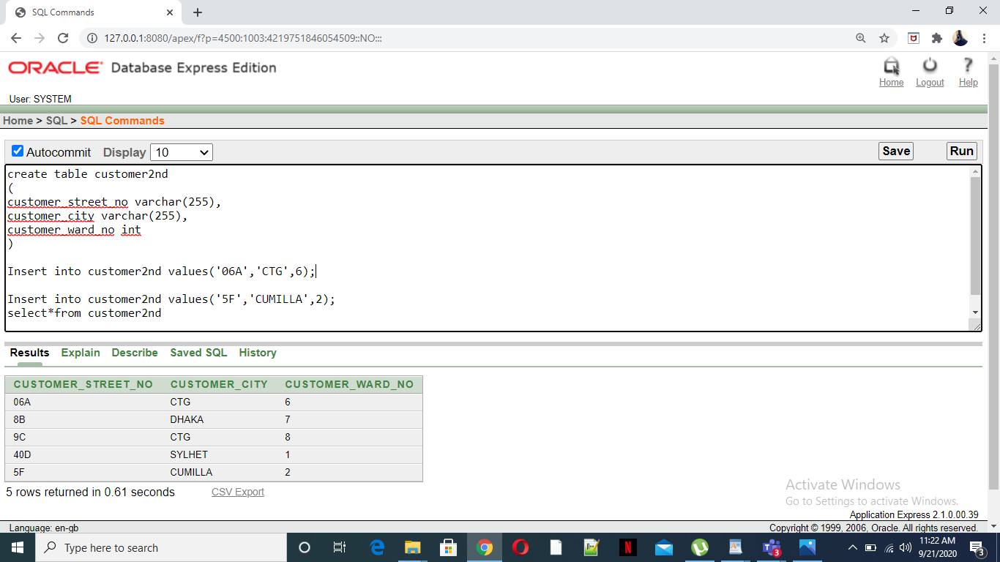 SQL Commands
127.0.0.1:8080/apex/f?p=4500:1003:4219751846054509::NO:::
ORACLE Database Express Edition
Home Logout Help
User: SYSTEM
Home > SQL > SQL Commands
Autocommit Display 10 Save Run
create table customer2nd
(
customer_street_no varchar(255),
customer_city varchar(255),
customer_ward_no int
)
Insert into customer2nd values('06A','CTG',6);
Insert into customer2nd values('5F','CUMILLA',2);
select*from customer2nd
Results Explain Describe Saved SQL History
CUSTOMER_STREET_NO CUSTOMER_CITY CUSTOMER_WARD_NO
06A CTG 6
8B DHAKA 7
9C CTG 8
40D SYLHET 1
5F CUMILLA 2
5 rows returned in 0.61 seconds CSV Export
Activate Windows
Go to Settings to activate Windows.
Application Express 2.1.0.00.39
Language: en-gb Copyright © 1999, 2006, Oracle. All rights reserved.
Type here to search
11:22 AM
9/21/2020
3
3